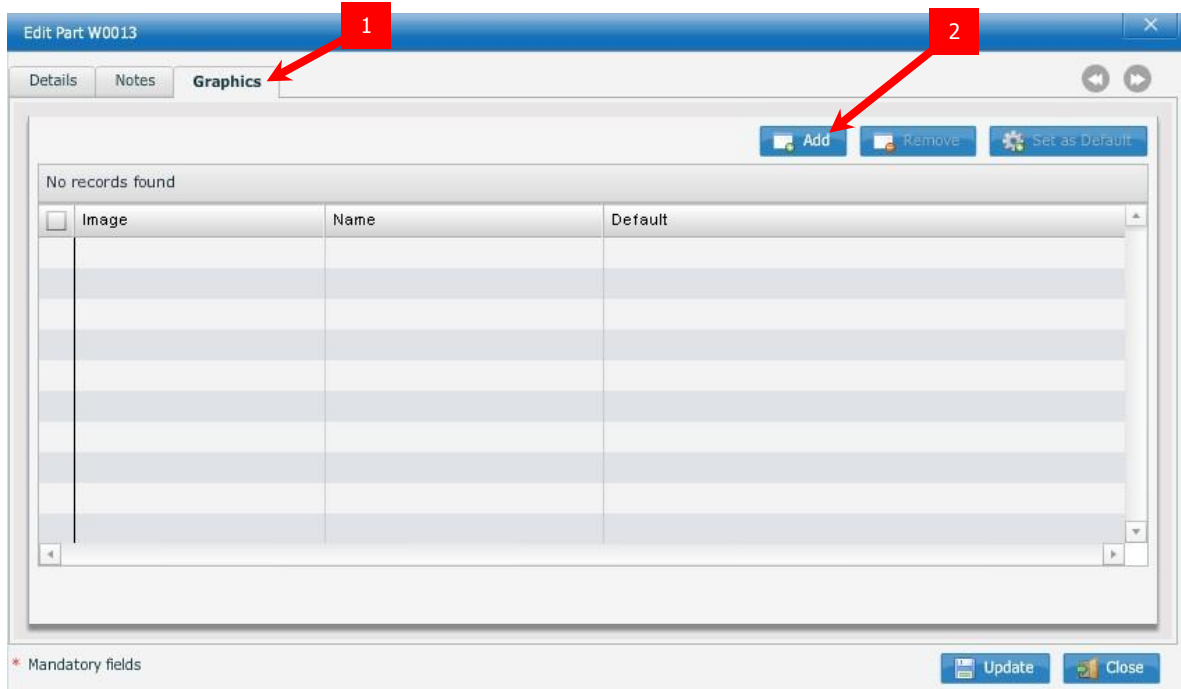 Edit Part W0013
1
2
Details Notes Graphics
Add Remove Set as Default
No records found
Image Name Default
* Mandatory fields
Update Close